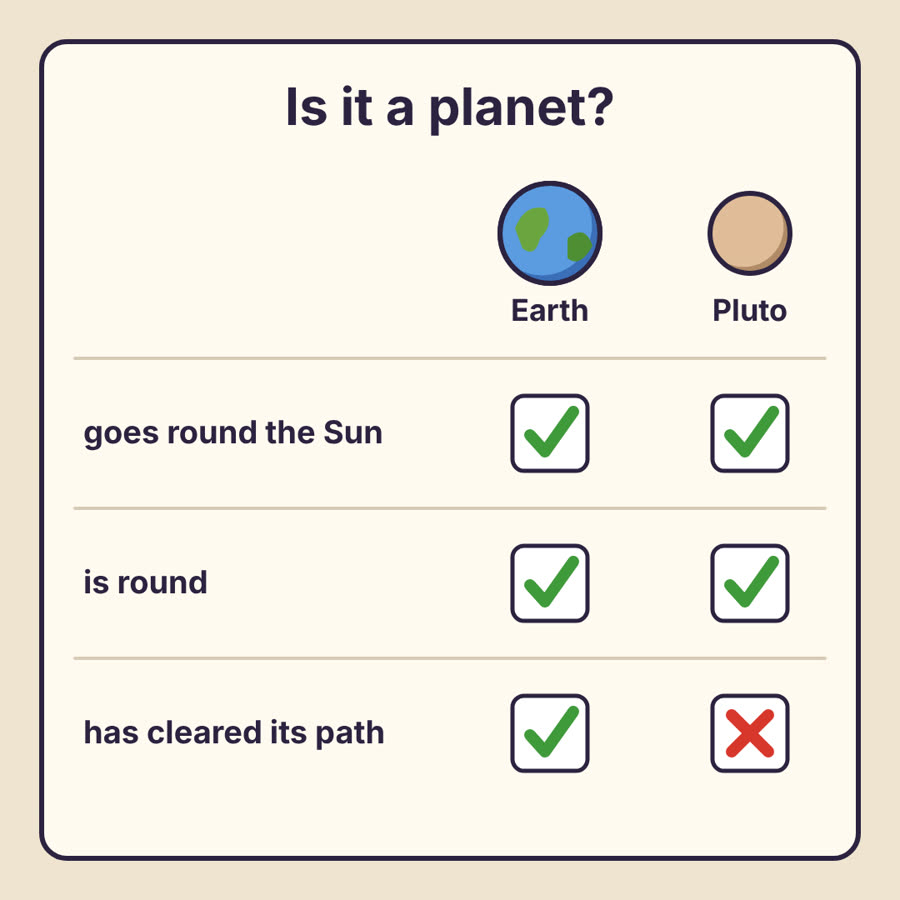 Is it a planet?
Earth
Pluto
goes round the Sun
is round
has cleared its path